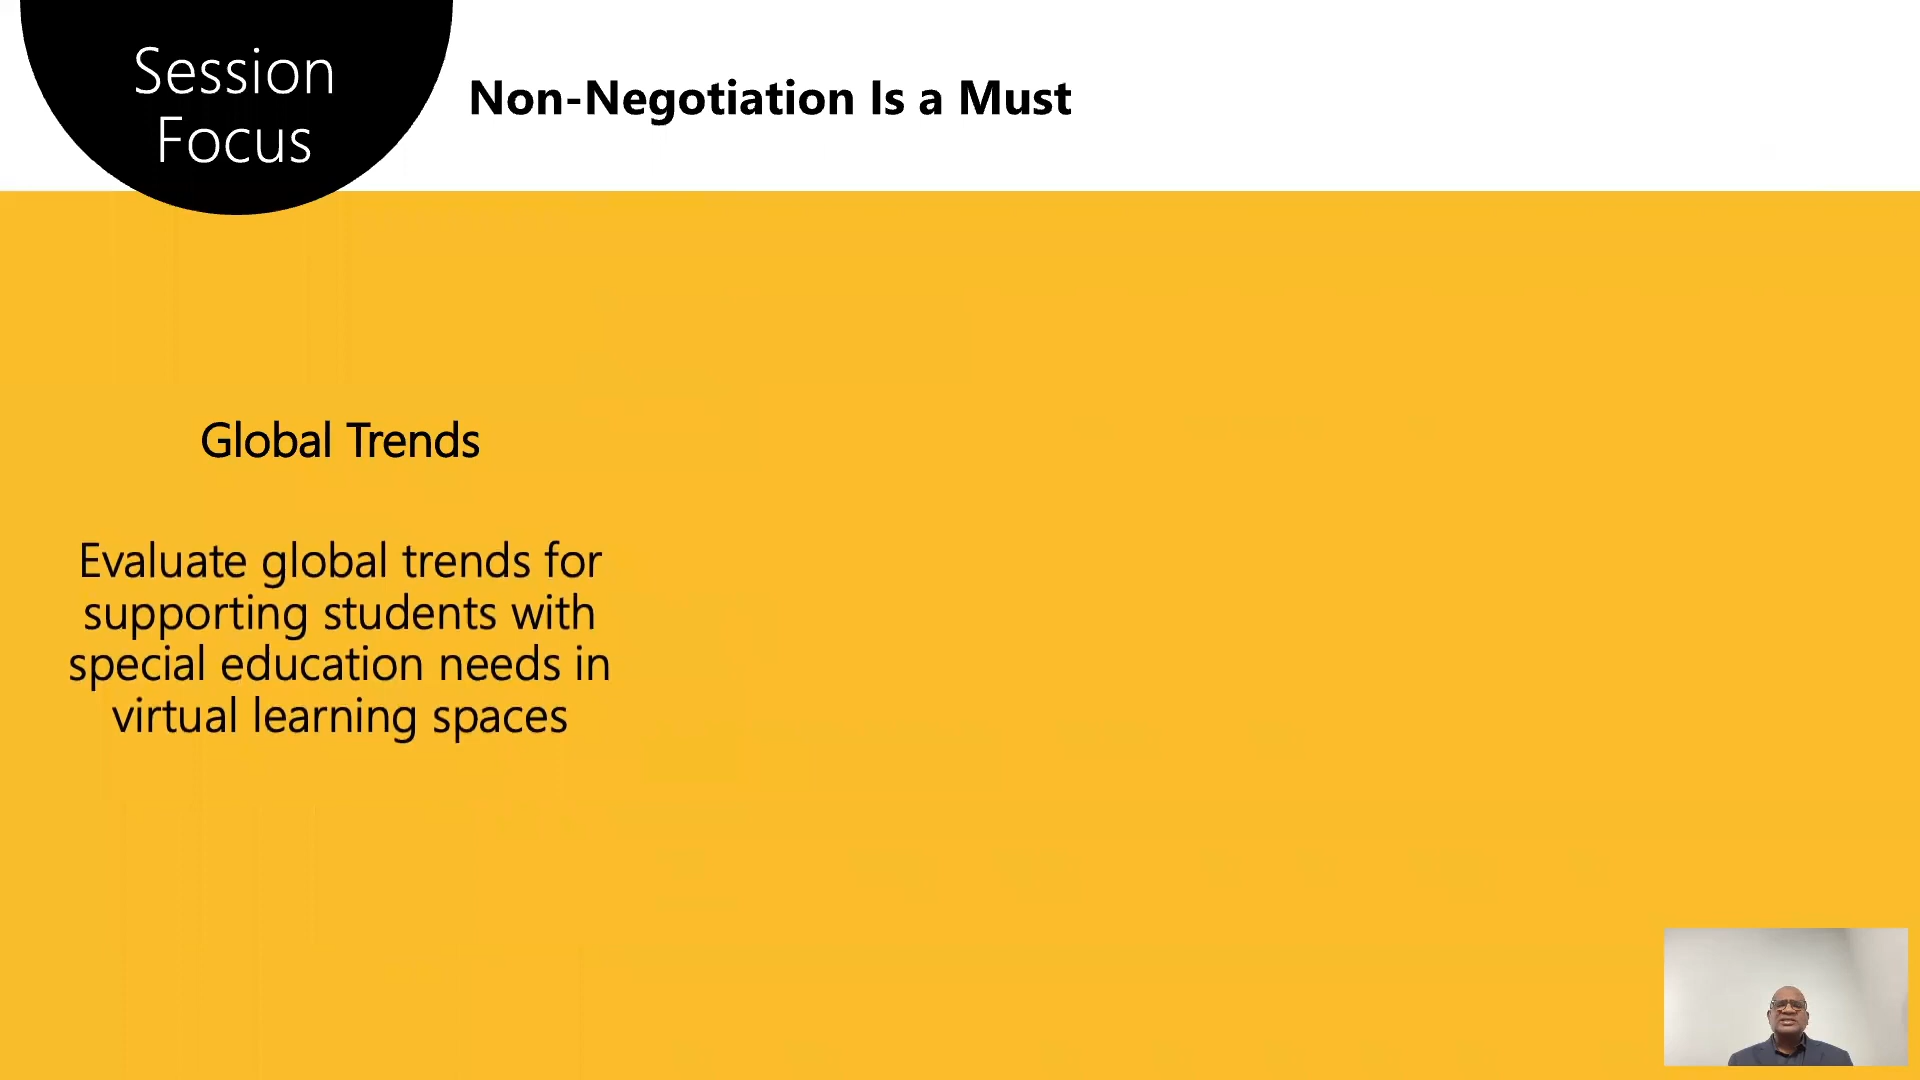 Session
Focus
Non-Negotiation Is a Must
Global Trends
Evaluate global trends for
supporting students with
special education needs in
virtual learning spaces